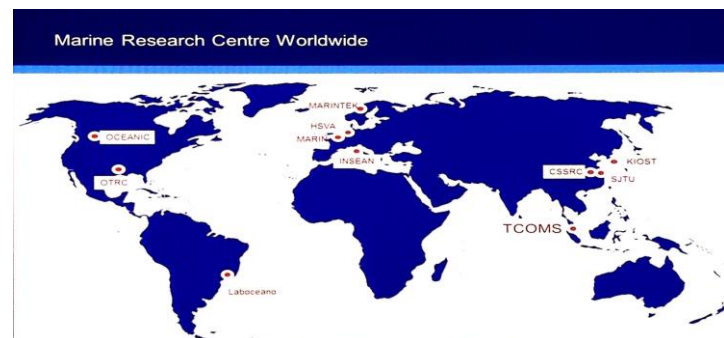 Marine Research Centre Worldwide
MARINTEK
HSVA
OCEANIC
MARIN
INSEAN
KIOST
OTRC
CSSRC
SJTU
TCOMS
Laboceano